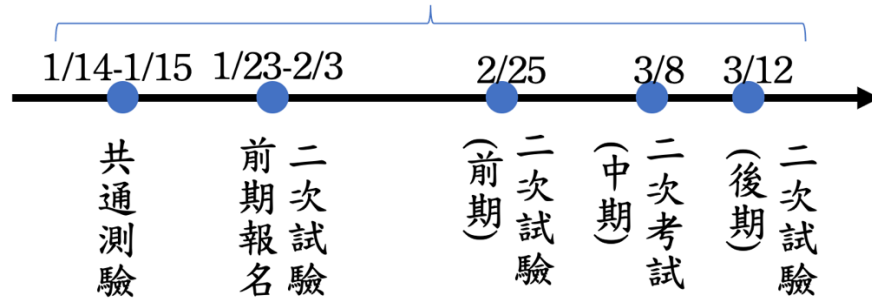 1/14-1/15
1/23-2/3
2/25
3/8
3/12
共通測驗
二次試驗
前期報名
二次試驗
(前期)
二次考試
(中期)
二次試驗
(後期)